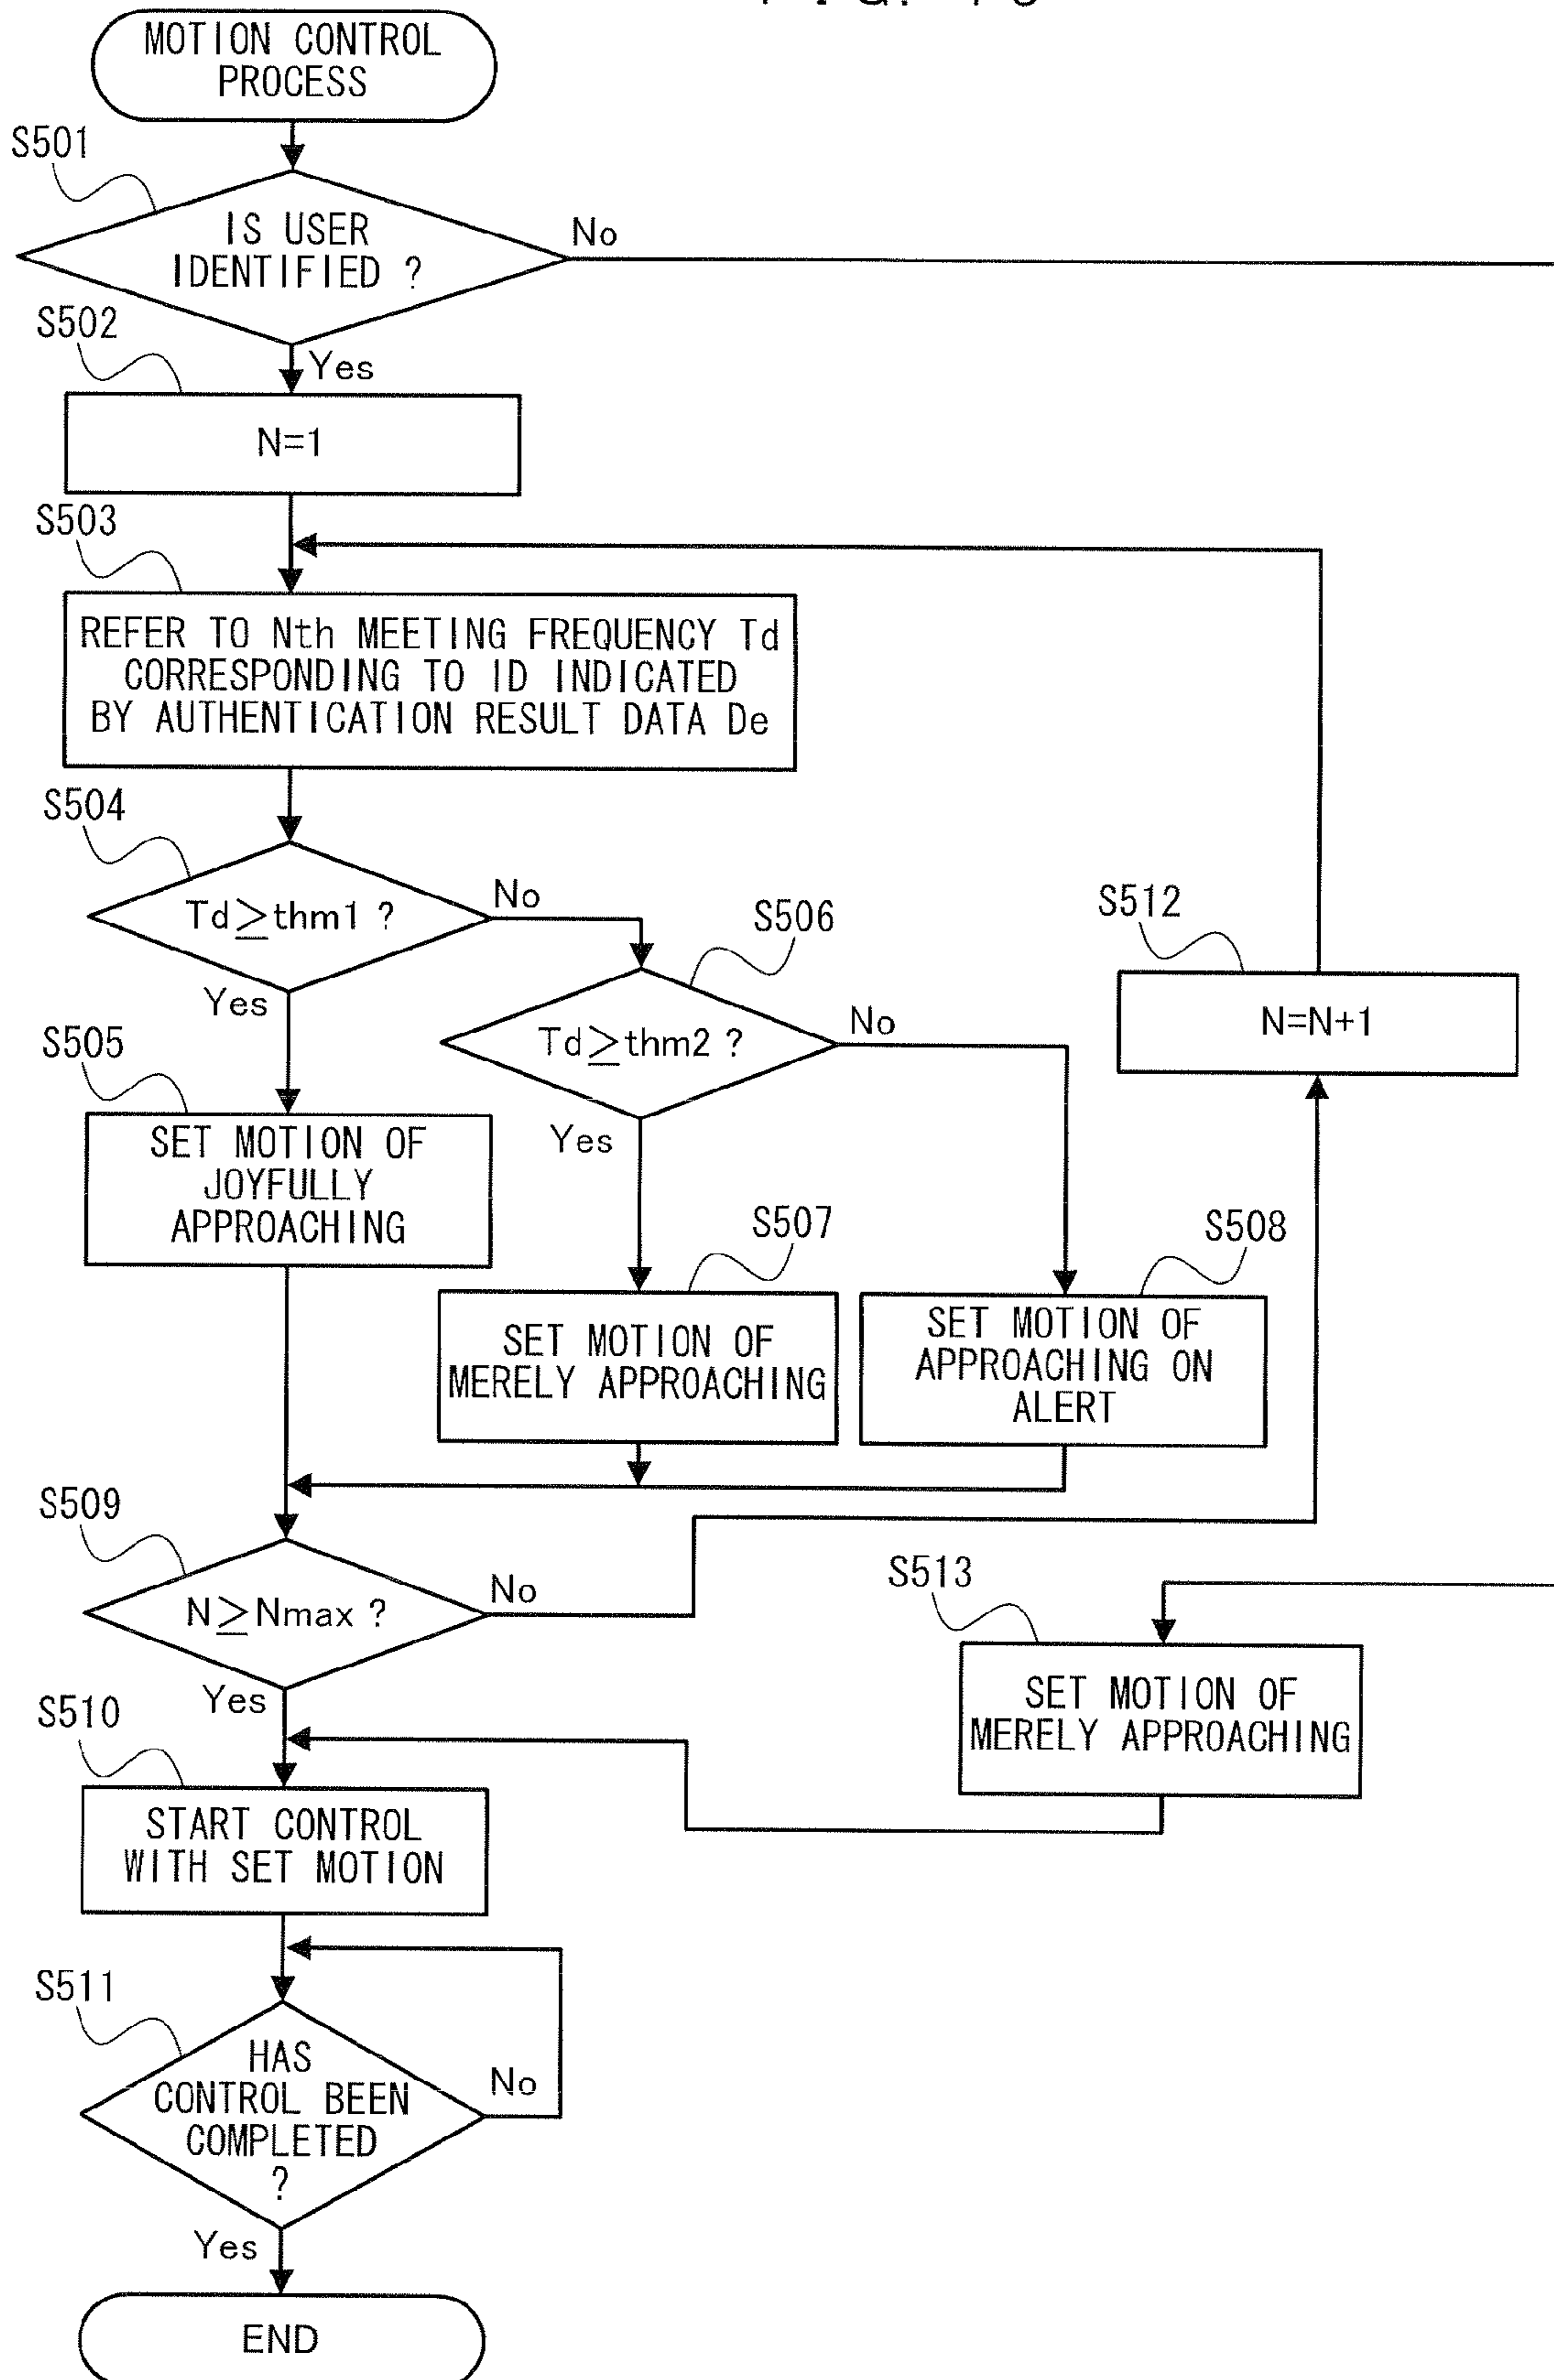 MOTION CONTROL
PROCESS
S501
IS USER
IDENTIFIED ?
No
S502
Yes
N=1
S503
REFER TO Nth MEETING FREQUENCY Td
CORRESPONDING TO ID INDICATED
BY AUTHENTICATION RESULT DATA De
S504
Td≥thm1 ?
No
Yes
S506
Td≥thm2 ?
No
Yes
S512
N=N+1
S505
SET MOTION OF
JOYFULLY
APPROACHING
S507
SET MOTION OF
MERELY APPROACHING
S508
SET MOTION OF
APPROACHING ON
ALERT
S509
N≥Nmax ?
No
Yes
S513
SET MOTION OF
MERELY APPROACHING
S510
START CONTROL
WITH SET MOTION
S511
HAS
CONTROL BEEN
COMPLETED
?
No
Yes
END